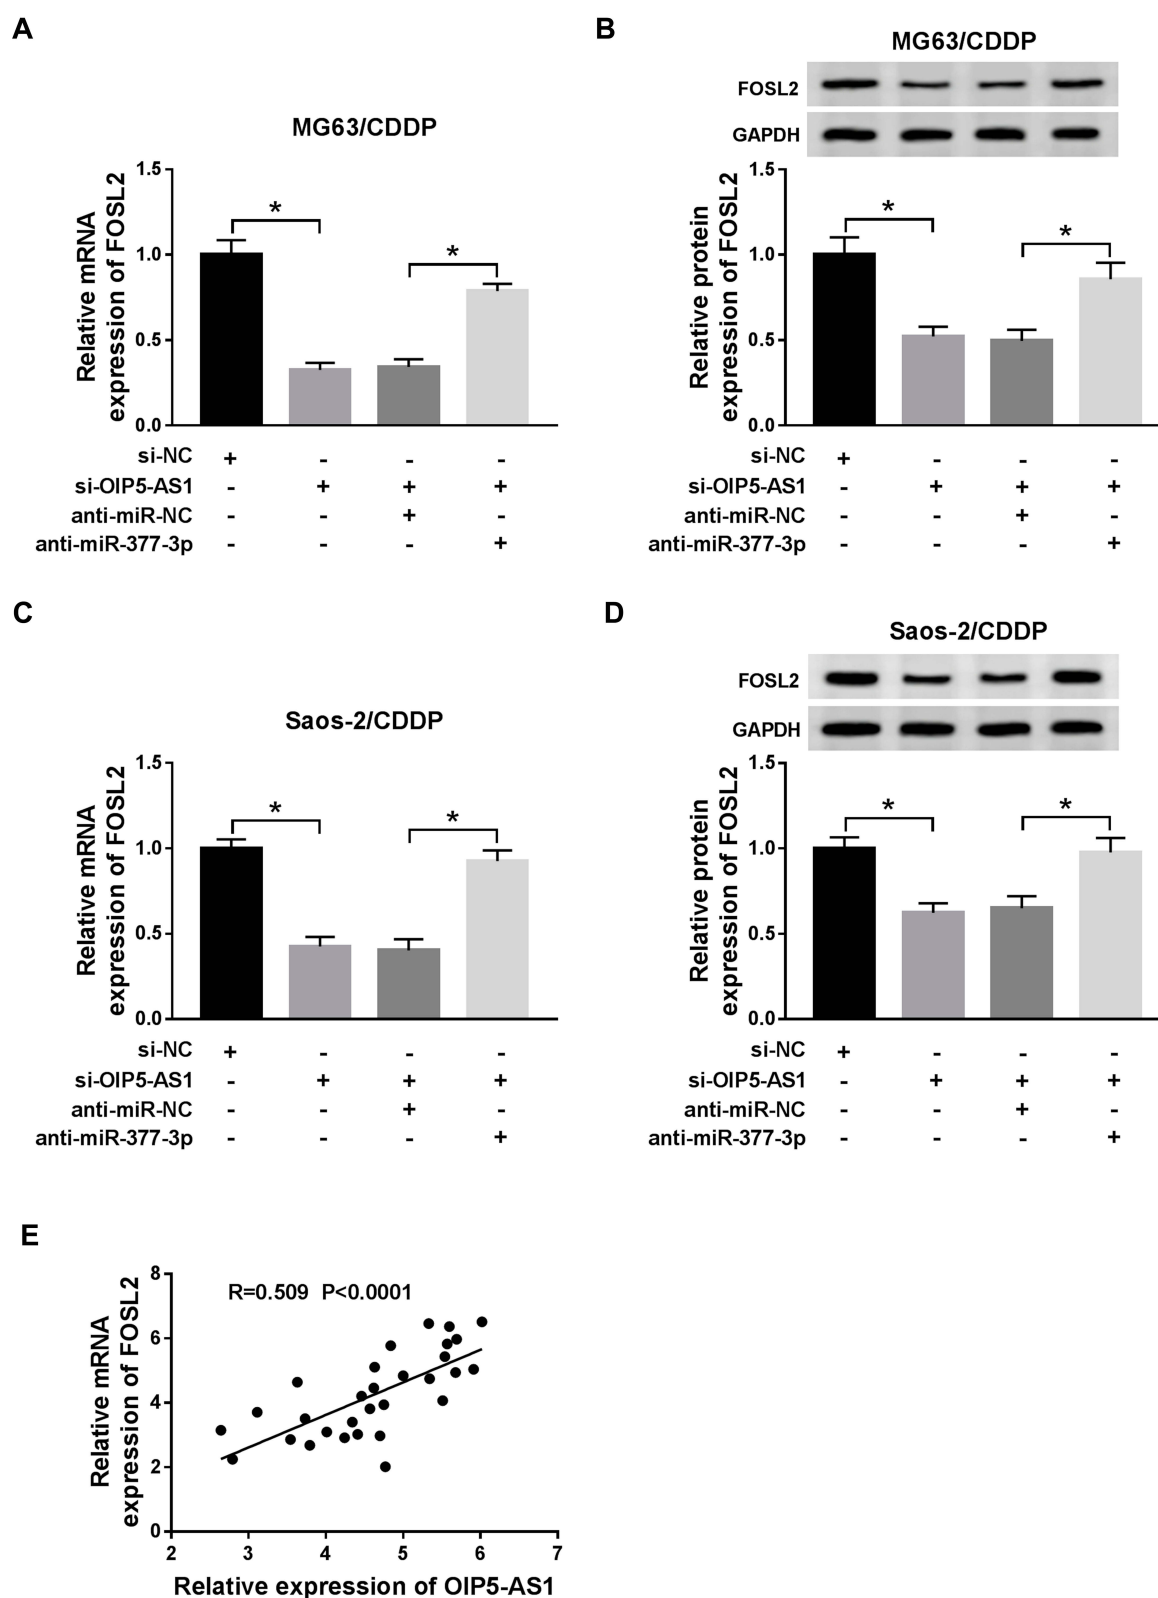 A
MG63/CDDP
Relative mRNA
expression of FOSL2
1.5
1.0
0.5
0.0
*
*
si-NC + - - -
si-OIP5-AS1 - + + +
anti-miR-NC - - + -
anti-miR-377-3p - - - +
B
MG63/CDDP
FOSL2
GAPDH
Relative protein
expression of FOSL2
1.5
1.0
0.5
0.0
*
*
si-NC + - - -
si-OIP5-AS1 - + + +
anti-miR-NC - - + -
anti-miR-377-3p - - - +
C
Saos-2/CDDP
Relative mRNA
expression of FOSL2
1.5
1.0
0.5
0.0
*
*
si-NC + - - -
si-OIP5-AS1 - + + +
anti-miR-NC - - + -
anti-miR-377-3p - - - +
D
Saos-2/CDDP
FOSL2
GAPDH
Relative protein
expression of FOSL2
1.5
1.0
0.5
0.0
*
*
si-NC + - - -
si-OIP5-AS1 - + + +
anti-miR-NC - - + -
anti-miR-377-3p - - - +
E
R=0.509 P<0.0001
Relative mRNA
expression of FOSL2
8
6
4
2
0
2 3 4 5 6 7
Relative expression of OIP5-AS1